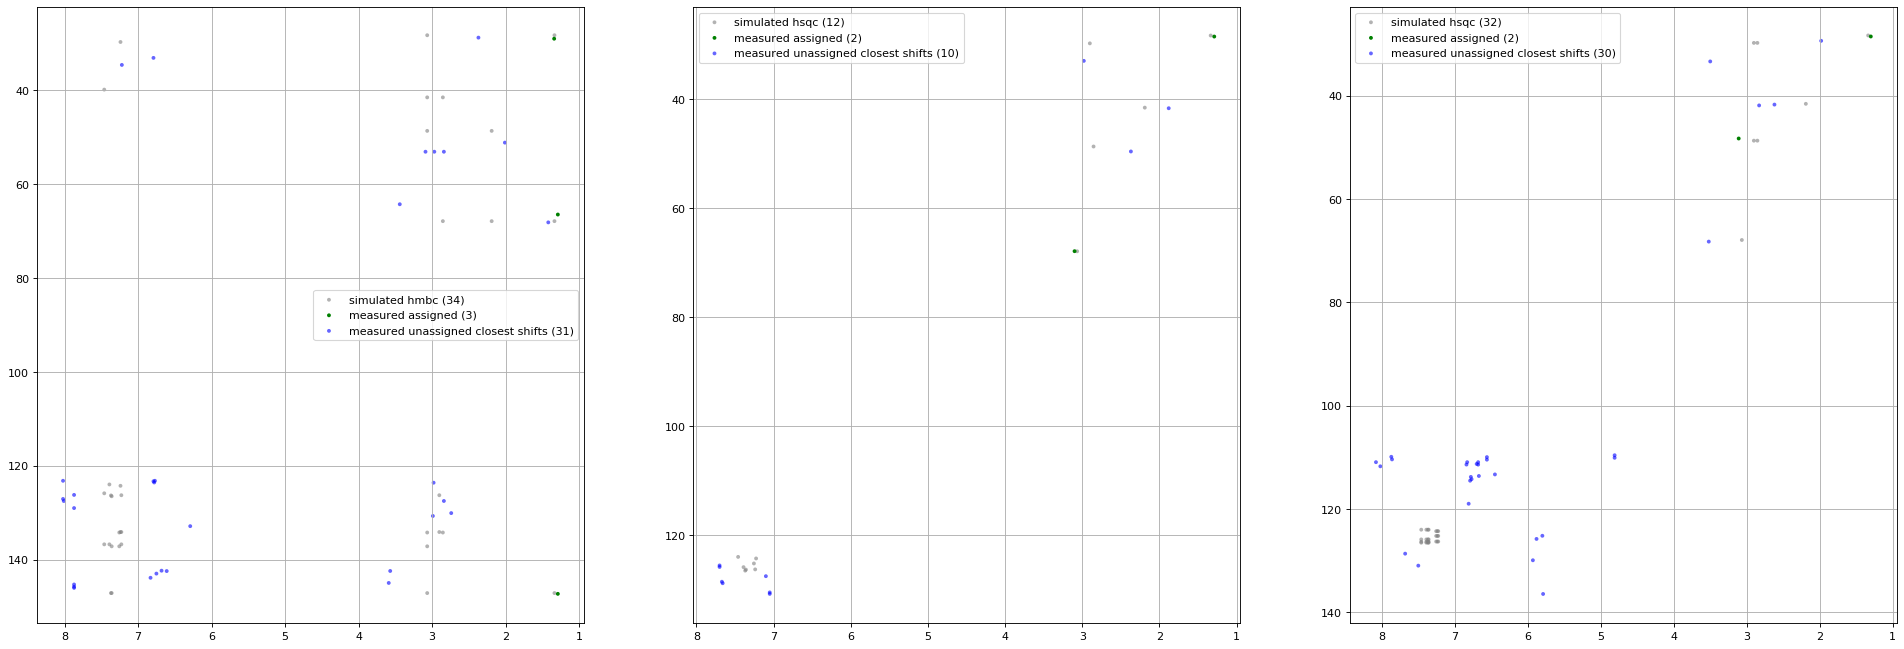 40
60
80
100
120
140
8 7 6 5 4 3 2 1
simulated hmbc (34)
measured assigned (3)
measured unassigned closest shifts (31)
40
60
80
100
120
8 7 6 5 4 3 2 1
simulated hsqc (12)
measured assigned (2)
measured unassigned closest shifts (10)
40
60
80
100
120
140
8 7 6 5 4 3 2 1
simulated hsqc (32)
measured assigned (2)
measured unassigned closest shifts (30)